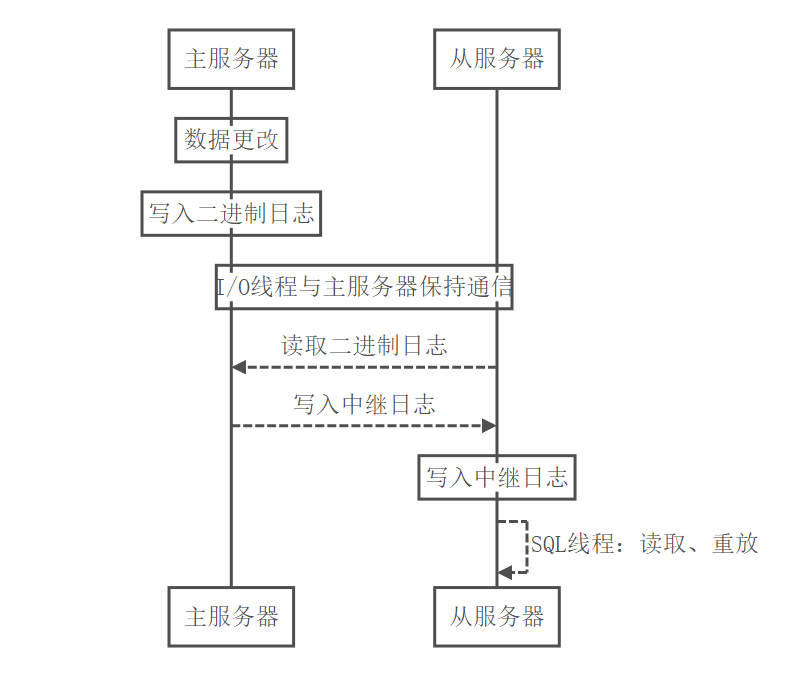 主服务器
从服务器
数据更改
写入二进制日志
I/O线程与主服务器保持通信
读取二进制日志
写入中继日志
写入中继日志
SQL线程：读取、重放
主服务器
从服务器